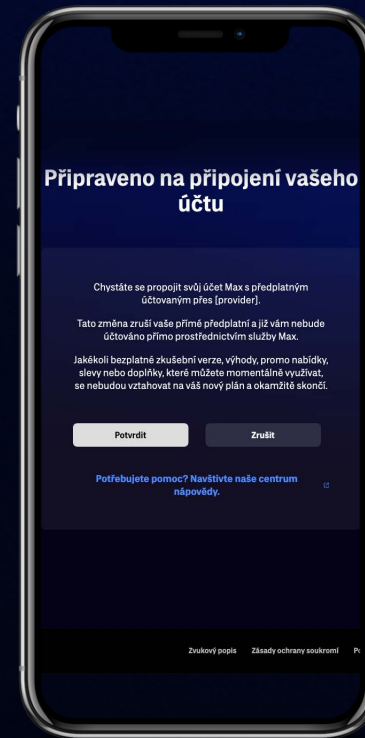 Připraveno na připojení vašeho
účtu
Chystáte se propojit svůj účet Max s předplatným
účtovaným přes [provider].
Tato změna zruší vaše přímé předplatní a již vám nebude
účtováno přímo prostřednictvím služby Max.
Jakékoli bezplatné zkušební verze, výhody, promo nabídky,
slevy nebo doplňky, které můžete momentálně využívat,
se nebudou vztahovat na váš nový plán a okamžitě skončí.
Potvrdit Zrušit
Potřebujete pomoc? Navštivte naše centrum
nápovědy.
Zvukový popis Zásady ochrany soukromí